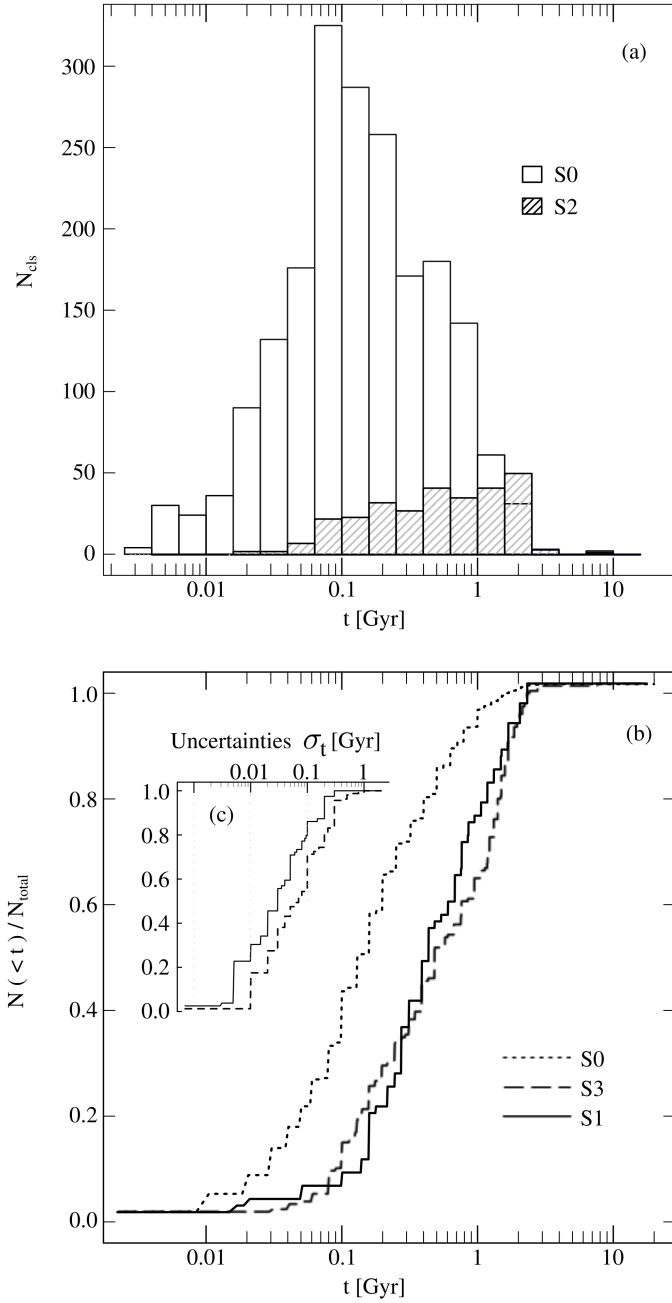 (a)
300
250
200
150
100
50
0
N_cls
S0
S2
0.01 0.1 1 10
t [Gyr]
(b)
1.0
0.8
0.6
0.4
0.2
0.0
N ( < t ) / N_total
Uncertainties σ_t [Gyr]
0.01 0.1 1
(c)
1.0
0.8
0.6
0.4
0.2
0.0
S0
S3
S1
0.01 0.1 1 10
t [Gyr]